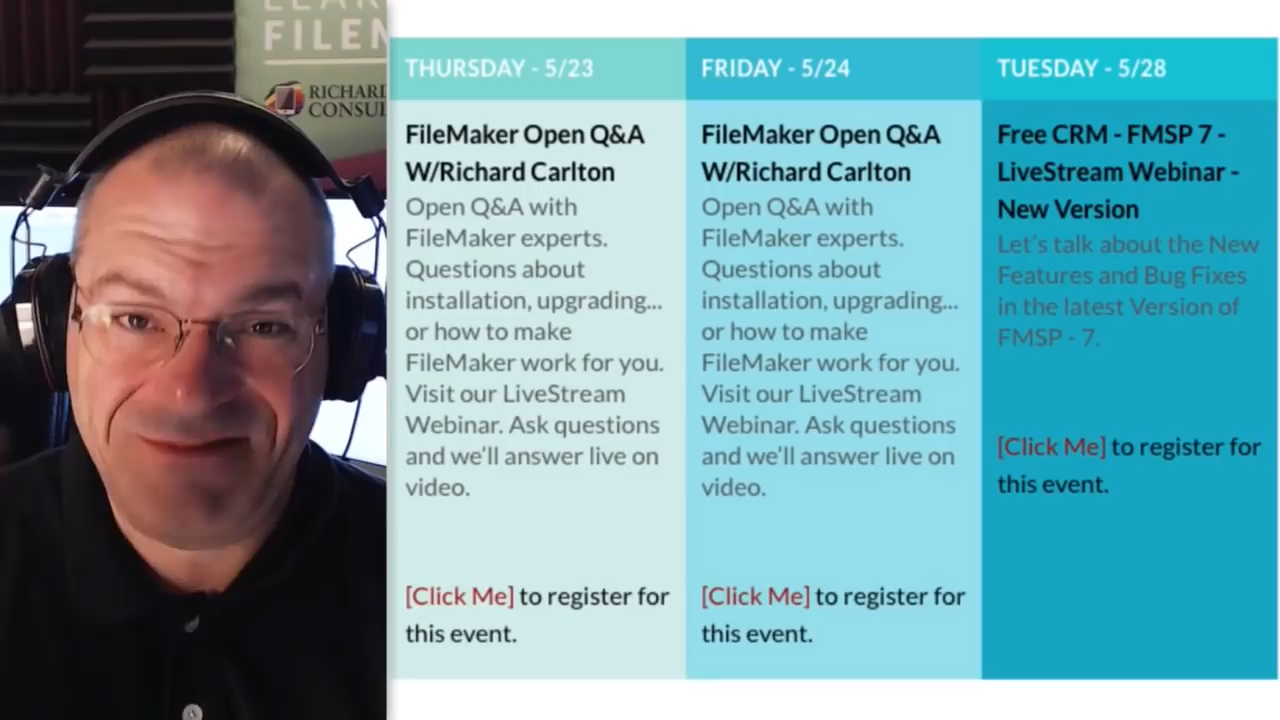 FILEM
RICHARD
CONSUL
THURSDAY - 5/23
FileMaker Open Q&A
W/Richard Carlton
Open Q&A with
FileMaker experts.
Questions about
installation, upgrading...
or how to make
FileMaker work for you.
Visit our LiveStream
Webinar. Ask questions
and we'll answer live on
video.
[Click Me] to register for
this event.
FRIDAY - 5/24
FileMaker Open Q&A
W/Richard Carlton
Open Q&A with
FileMaker experts.
Questions about
installation, upgrading...
or how to make
FileMaker work for you.
Visit our LiveStream
Webinar. Ask questions
and we'll answer live on
video.
[Click Me] to register for
this event.
TUESDAY - 5/28
Free CRM - FMSP 7 -
LiveStream Webinar -
New Version
Let's talk about the New
Features and Bug Fixes
in the latest Version of
FMSP - 7.
[Click Me] to register for
this event.